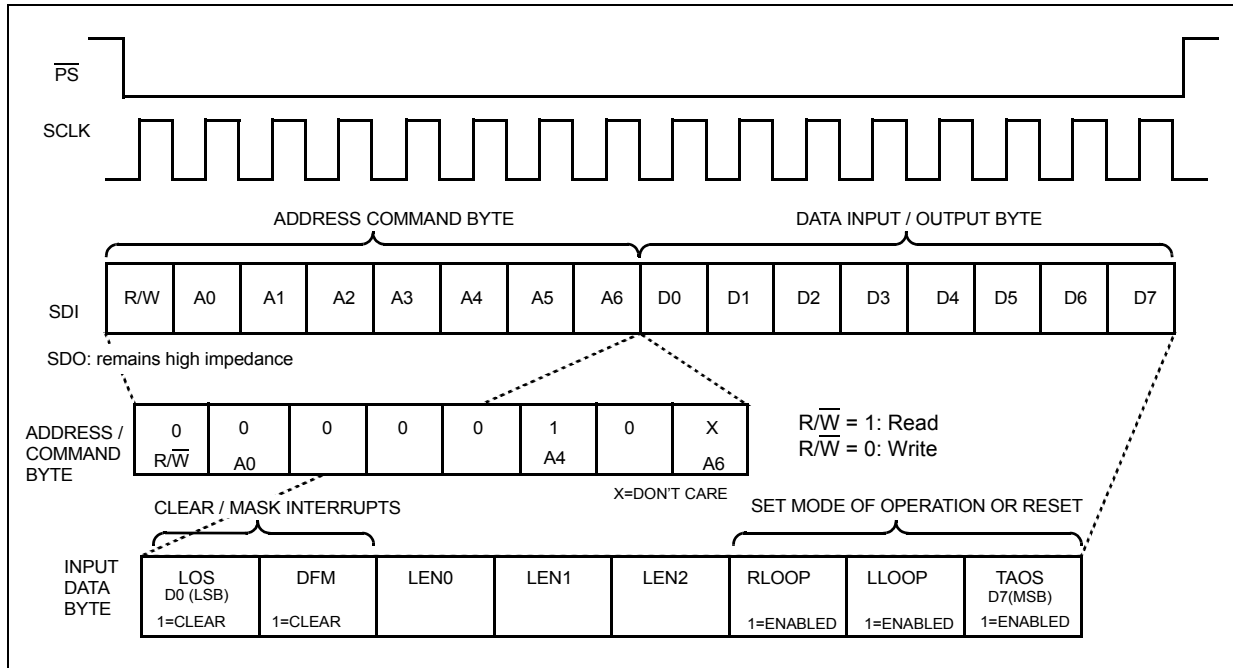 PS
SCLK
ADDRESS COMMAND BYTE
DATA INPUT / OUTPUT BYTE
SDI
R/W A0 A1 A2 A3 A4 A5 A6 D0 D1 D2 D3 D4 D5 D6 D7
SDO: remains high impedance
ADDRESS /
COMMAND
BYTE
0 0 0 0 0 1 0 X
R/W̅ A0 A4 A6
R/W̅ = 1: Read
R/W̅ = 0: Write
X=DON'T CARE
CLEAR / MASK INTERRUPTS
SET MODE OF OPERATION OR RESET
INPUT
DATA
BYTE
LOS DFM LEN0 LEN1 LEN2 RLOOP LLOOP TAOS
D0 (LSB) D7(MSB)
1=CLEAR 1=CLEAR 1=ENABLED 1=ENABLED 1=ENABLED